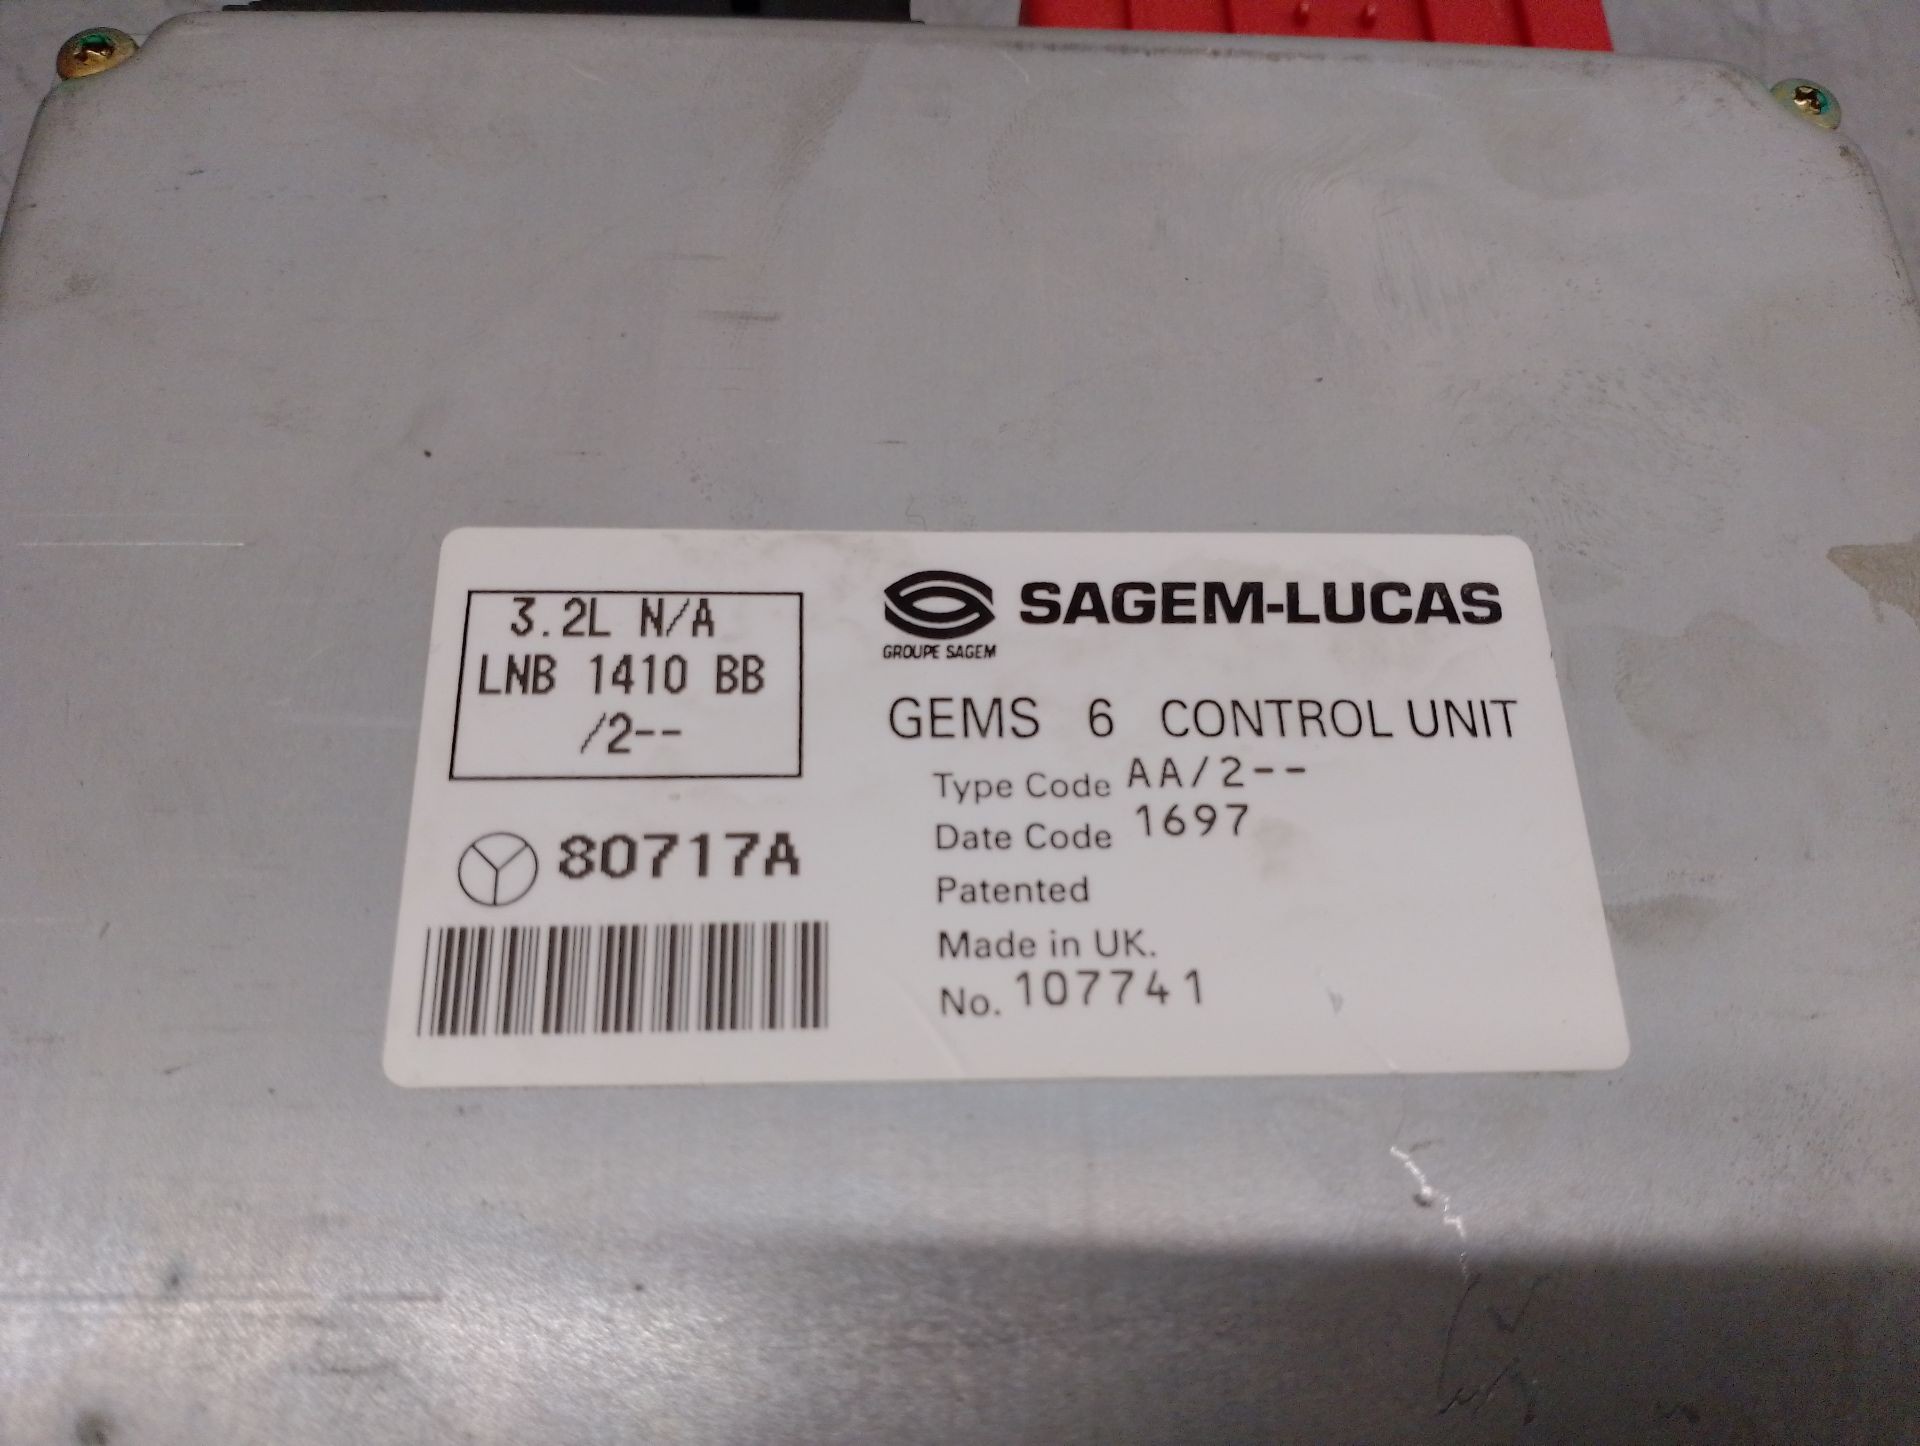 3.2L N/A
LNB 1410 BB
/2--
80717A
SAGEM-LUCAS
GROUPE SAGEM
GEMS 6 CONTROL UNIT
Type Code AA/2--
Date Code 1697
Patented
Made in UK.
No. 107741